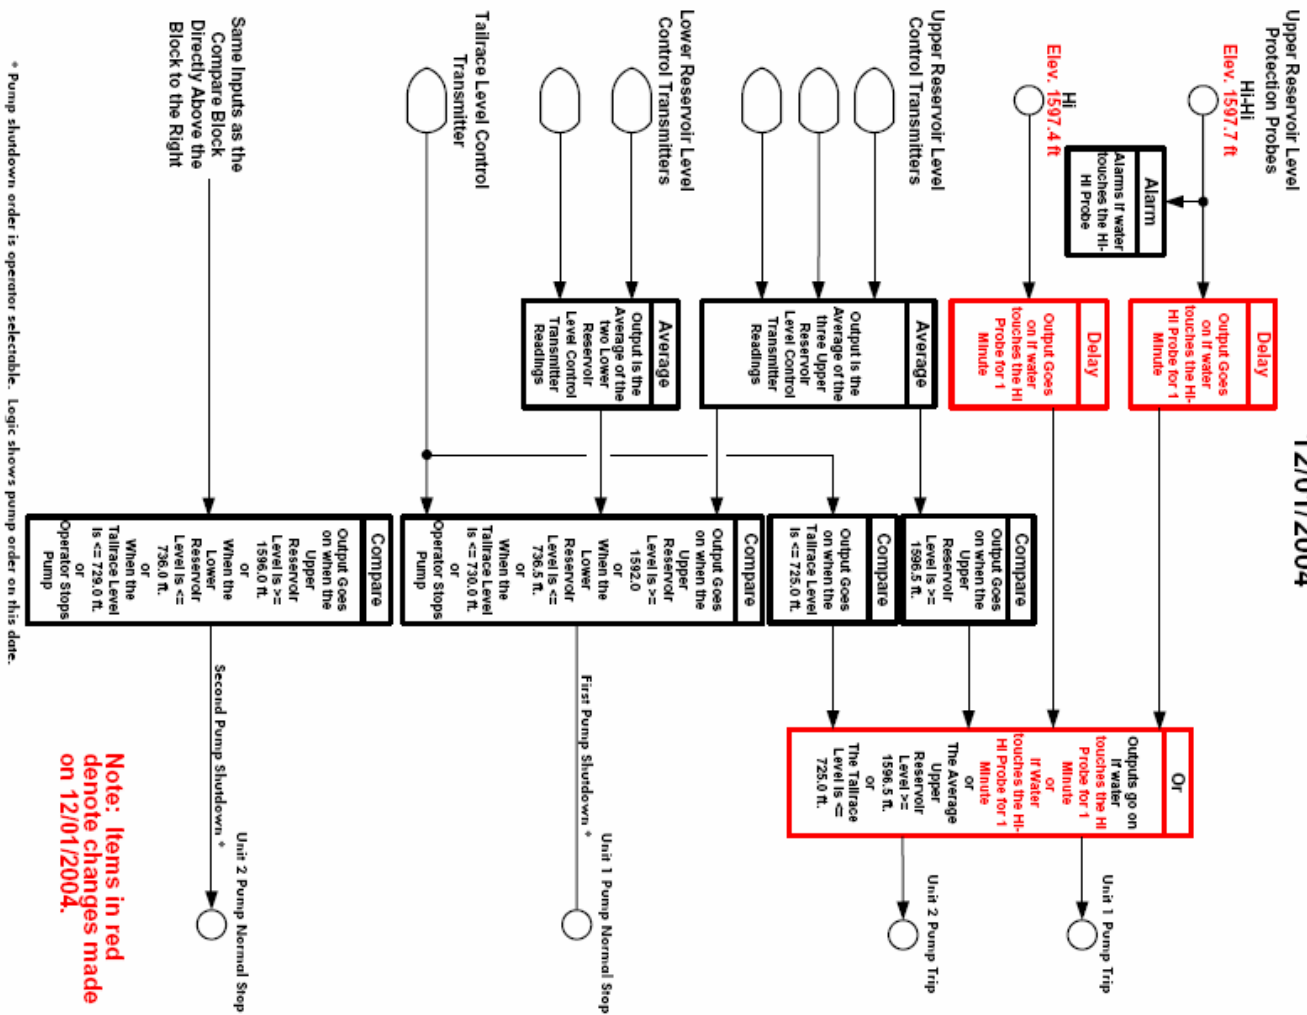 12/01/2004
Upper Reservoir Level
Protection Probes
Hi-Hi
Elev. 1597.7 ft
Hi
Elev. 1597.4 ft
Alarm
Alarms if water
touches the HI-
HI Probe
Delay
Output Goes
on if water
touches the HI-
HI Probe for 1
Minute
Delay
Output Goes
on if water
touches the HI
Probe for 1
Minute
Upper Reservoir Level
Control Transmitters
Average
Output is the
Average of the
three Upper
Reservoir
Level Control
Transmitter
Readings
Lower Reservoir Level
Control Transmitters
Average
Output is the
Average of the
two Lower
Reservoir
Level Control
Transmitter
Readings
Tailrace Level Control
Transmitter
Same Inputs as the
Compare Block
Directly Above the
Block to the Right
Compare
Output Goes
on when the
Upper
Reservoir
Level is >=
1596.5 ft.
Compare
Output Goes
on when the
Tailrace Level
is <= 725.0 ft.
Compare
Output Goes
on when the
Upper
Reservoir
Level is >=
1592.0
or
When the
Lower
Reservoir
Level is <=
736.5 ft.
or
When the
Tailrace Level
is <= 730.0 ft.
or
Operator Stops
Pump
Compare
Output Goes
on when the
Upper
Reservoir
Level is >=
1596.0 ft.
or
When the
Lower
Reservoir
Level is <=
736.0 ft.
or
When the
Tailrace Level
is <= 729.0 ft.
or
Operator Stops
Pump
Or
Outputs go on
If water
touches the HI
Probe for 1
Minute
or
If Water
touches the HI-
HI Probe for 1
Minute
or
The Average
Upper
Reservoir
Level >=
1596.5 ft.
or
The Tailrace
Level is <=
725.0 ft.
Unit 1 Pump Trip
Unit 2 Pump Trip
First Pump Shutdown *
Unit 1 Pump Normal Stop
Second Pump Shutdown *
Unit 2 Pump Normal Stop
Note: Items in red
denote changes made
on 12/01/2004.
* Pump shutdown order is operator selectable. Logic shows pump order on this date.